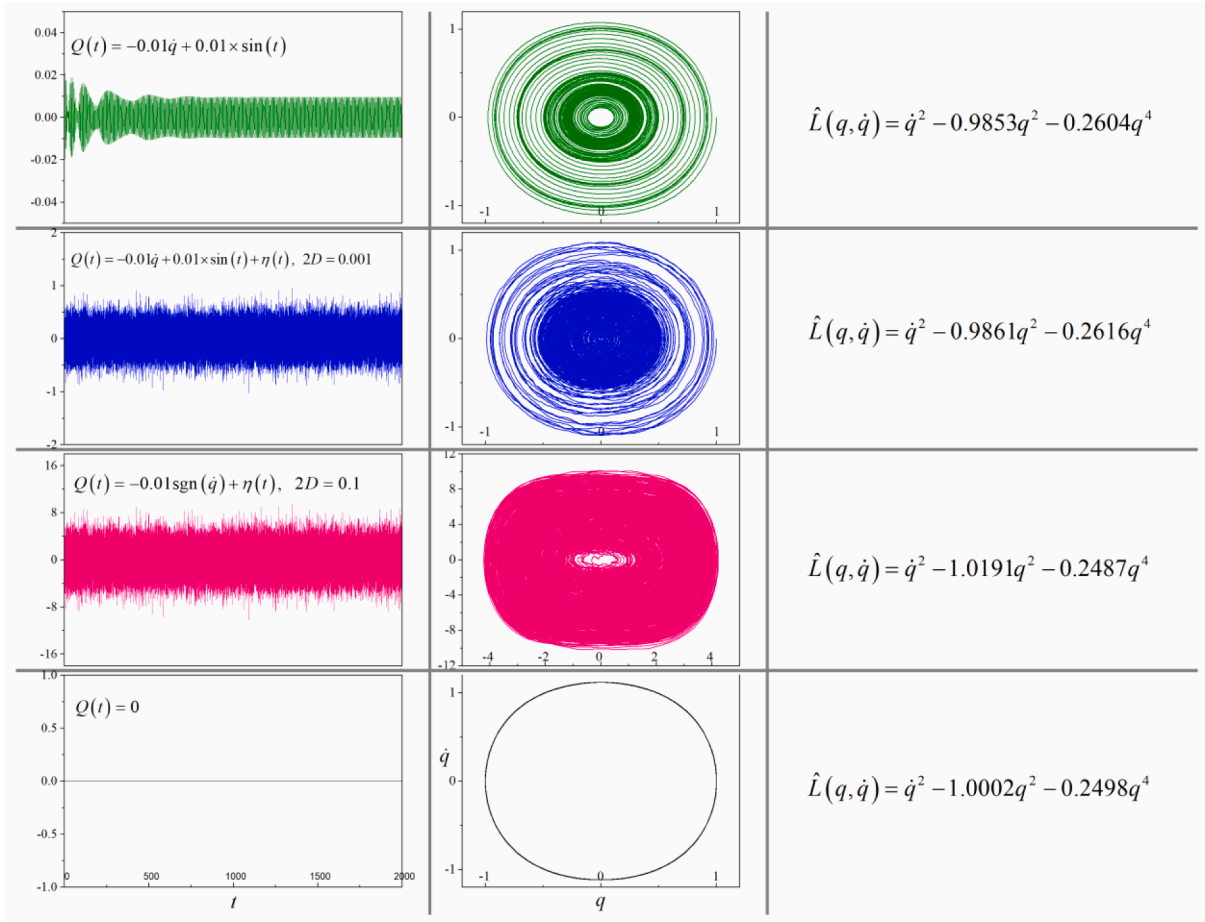 0.04
0.02
0.00
-0.02
-0.04
Q(t) = −0.01q̇ + 0.01×sin(t)
1
0
-1
-1 0 1
L̂(q, q̇) = q̇² − 0.9853q² − 0.2604q⁴
2
1
0
-1
-2
Q(t) = −0.01q̇ + 0.01×sin(t) + η(t), 2D = 0.001
1
0
-1
-1 0 1
L̂(q, q̇) = q̇² − 0.9861q² − 0.2616q⁴
16
8
0
-8
-16
Q(t) = −0.01sgn(q̇) + η(t), 2D = 0.1
12
8
4
0
-4
-8
-12
-4 -2 0 2 4
L̂(q, q̇) = q̇² − 1.0191q² − 0.2487q⁴
1.0
0.5
0.0
-0.5
-1.0
Q(t) = 0
0 500 1000 1500 2000
t
q̇
1
0
-1
-1 0 1
q
L̂(q, q̇) = q̇² − 1.0002q² − 0.2498q⁴